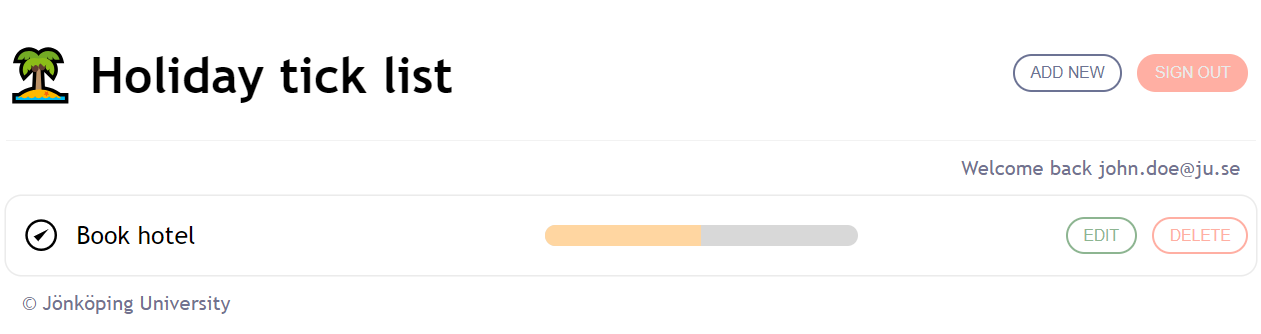 Holiday tick list
ADD NEW
SIGN OUT
Welcome back john.doe@ju.se
Book hotel
EDIT
DELETE
© Jönköping University